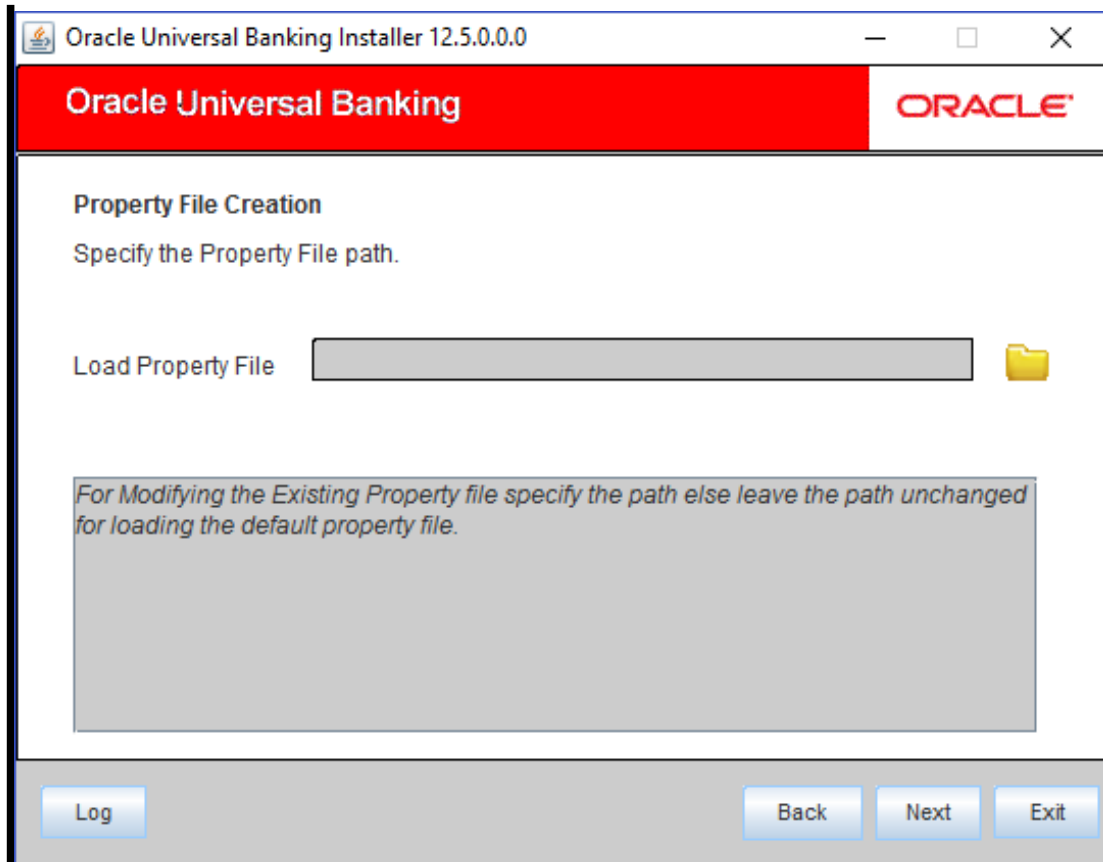 Oracle Universal Banking Installer 12.5.0.0.0
Oracle Universal Banking
ORACLE
Property File Creation
Specify the Property File path.
Load Property File
For Modifying the Existing Property file specify the path else leave the path unchanged
for loading the default property file.
Log
Back
Next
Exit